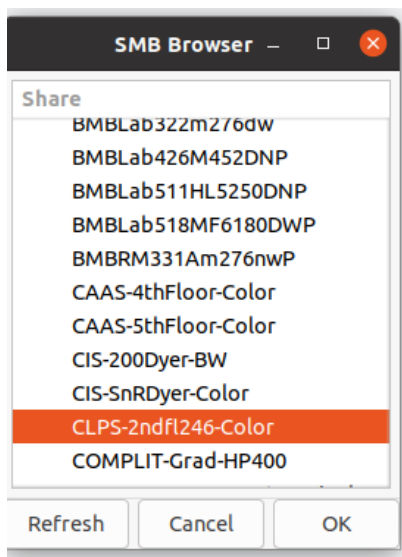 SMB Browser
Share
BMBLab322m276dw
BMBLab426M452DNP
BMBLab511HL5250DNP
BMBLab518MF6180DWP
BMBRM331Am276nwP
CAAS-4thFloor-Color
CAAS-5thFloor-Color
CIS-200Dyer-BW
CIS-SnRDyer-Color
CLPS-2ndfl246-Color
COMPLIT-Grad-HP400
Refresh Cancel OK